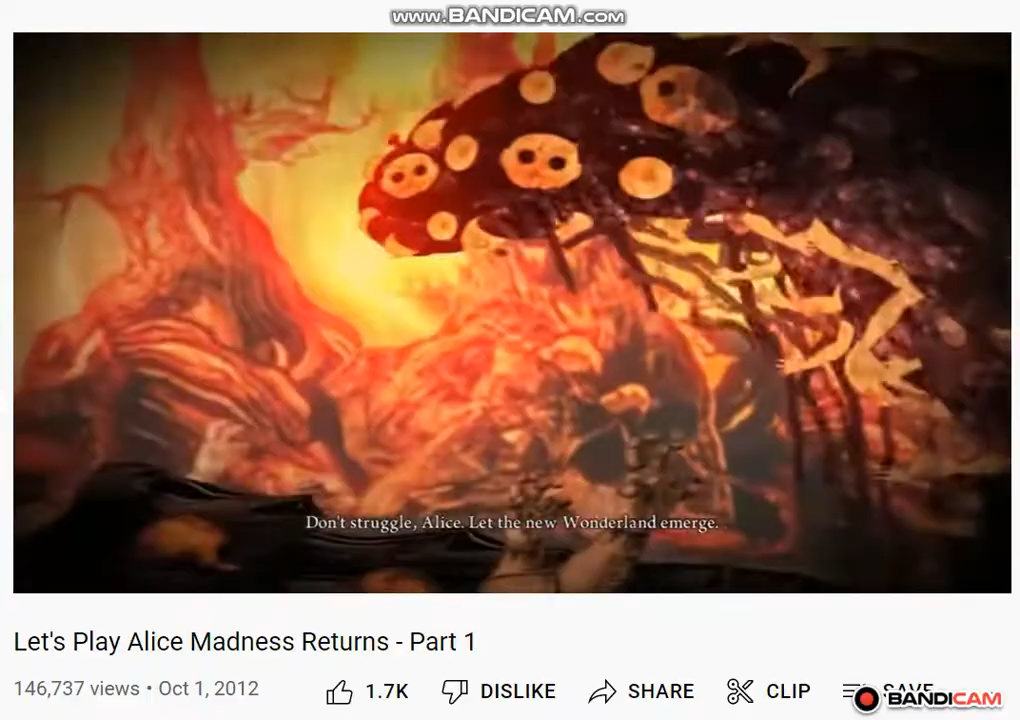 www.BANDICAM.com
Don't struggle, Alice. Let the new Wonderland emerge.
Let's Play Alice Madness Returns - Part 1
146,737 views • Oct 1, 2012 1.7K DISLIKE SHARE CLIP SAVE
BANDICAM